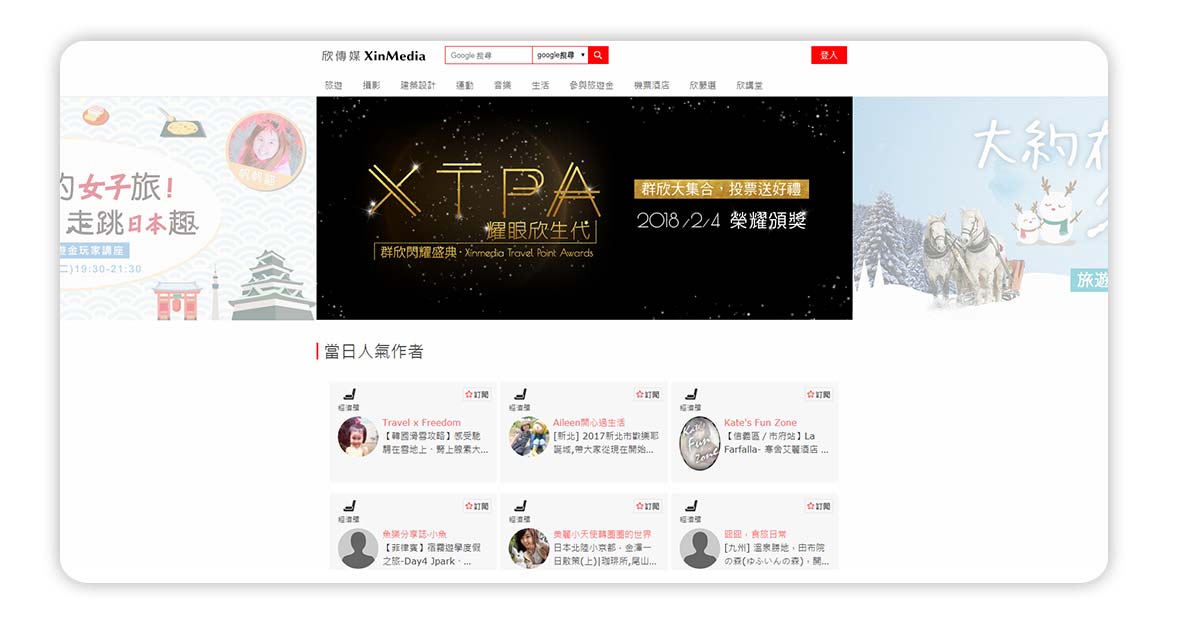 欣傳媒 XinMedia
Google 搜尋
google搜尋
登入
旅遊 攝影 建築設計 運動 音樂 生活 參與旅遊金 機票酒店 欣嚴選 欣講堂
的女子旅!
走跳日本趣
遊金玩家講座
二)19:30-21:30
XTPA
耀眼欣生代
群欣閃耀盛典·Xinmedia Travel Point Awards
群欣大集合，投票送好禮
2018/2/4 榮耀頒獎
大約在
旅遊
當日人氣作者
經濟艙
訂閱
Travel x Freedom
【韓國滑雪攻略】感受馳
騁在雪地上、腎上腺素大...
經濟艙
訂閱
Aileen開心過生活
[新北] 2017新北市歡樂耶
誕城,帶大家從現在開始...
經濟艙
訂閱
Kate's Fun Zone
【信義區 / 市府站】La
Farfalla- 寒舍艾麗酒店 ...
經濟艙
訂閱
魚樂分享誌-小魚
【菲律賓】宿霧遊學度假
之旅-Day4 Jpark、...
經濟艙
訂閱
美麗小天使韓圈圈的世界
日本北陸小京都‧金澤一
日散策(上)|珈琲所,尾山...
經濟艙
訂閱
囧囧，食旅日常
[九州] 溫泉勝地，由布院
の森(ゆふいんの森)，開...